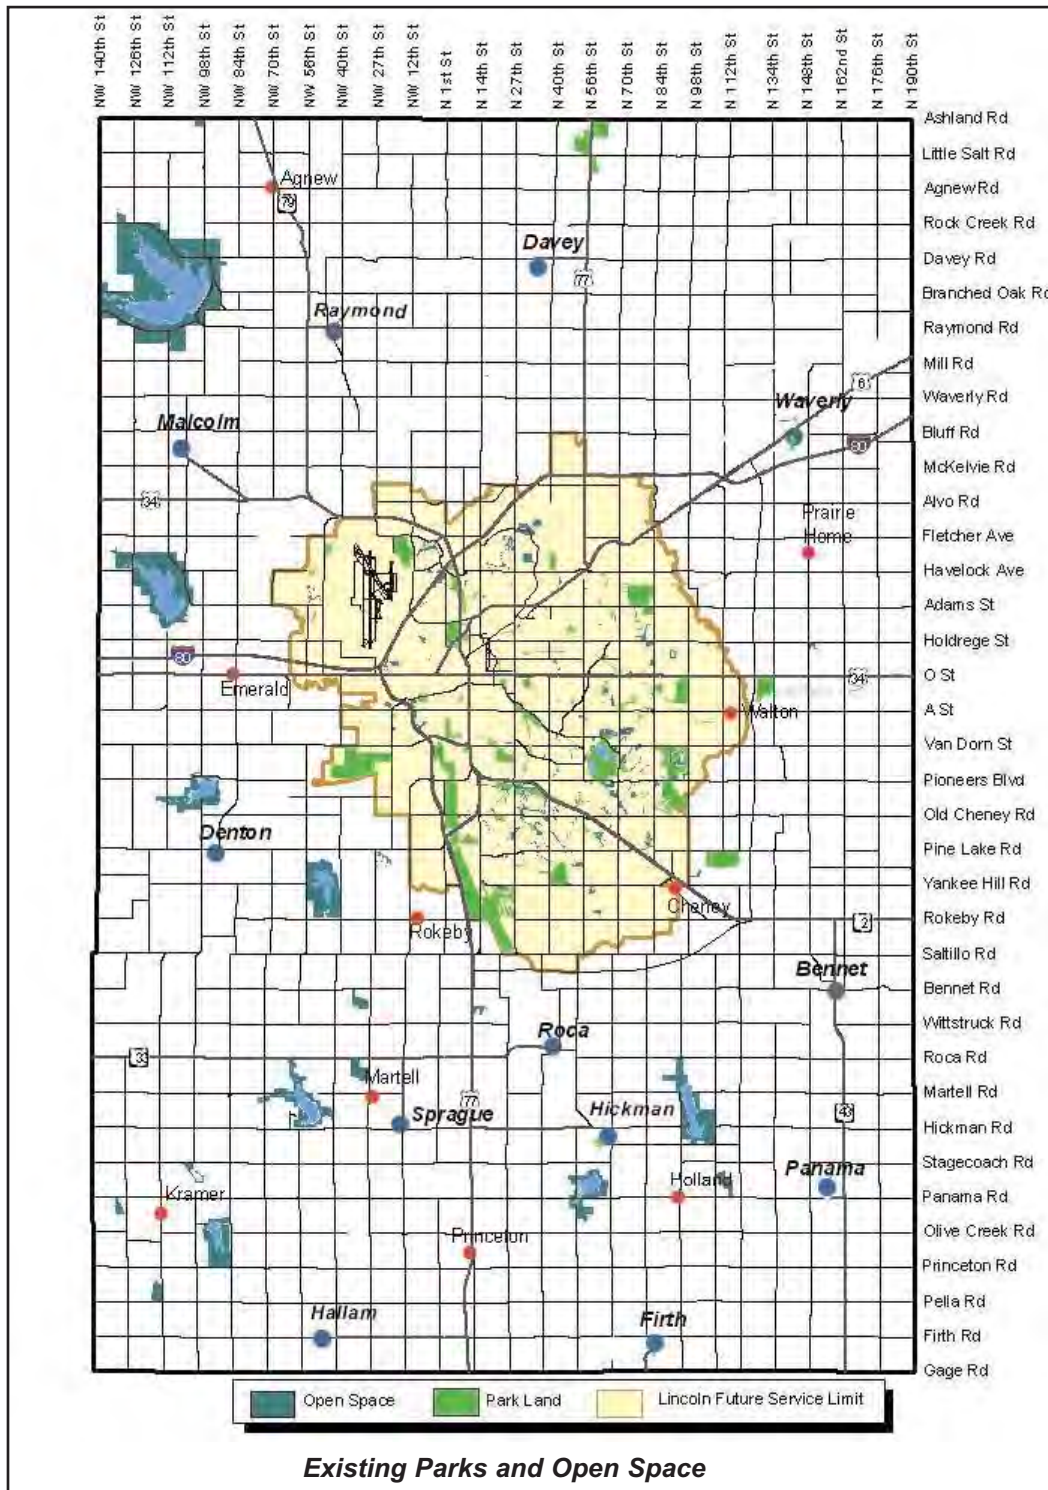 NW 140th St
NW 126th St
NW 112th St
NW 98th St
NW 84th St
NW 70th St
NW 56th St
NW 40th St
NW 27th St
NW 12th St
N 1st St
N 14th St
N 27th St
N 40th St
N 56th St
N 70th St
N 84th St
N 98th St
N 112th St
N 134th St
N 148th St
N 162nd St
N 176th St
N 190th St
Ashland Rd
Little Salt Rd
Agnew Rd
Rock Creek Rd
Davey Rd
Branched Oak Rd
Raymond Rd
Mill Rd
Waverly Rd
Bluff Rd
McKelvie Rd
Alvo Rd
Fletcher Ave
Havelock Ave
Adams St
Holdrege St
O St
A St
Van Dorn St
Pioneers Blvd
Old Cheney Rd
Pine Lake Rd
Yankee Hill Rd
Rokeby Rd
Saltillo Rd
Bennet Rd
Wittstruck Rd
Roca Rd
Martell Rd
Hickman Rd
Stagecoach Rd
Panama Rd
Olive Creek Rd
Princeton Rd
Pella Rd
Firth Rd
Gage Rd
Agnew
79
Davey
77
Raymond
6
Waverly
Malcolm
80
34
Prairie
Home
80
Emerald
34
Walton
Denton
Cheney
Rokeby
2
Bennet
Roca
33
Martell
77
Sprague
Hickman
43
Holland
Panama
Kramer
Princeton
Hallam
Firth
Open Space
Park Land
Lincoln Future Service Limit
Existing Parks and Open Space